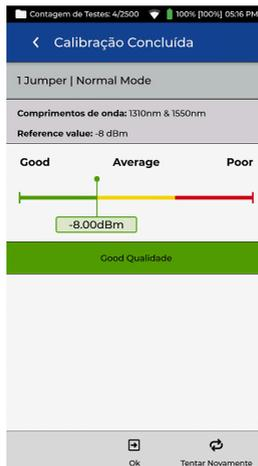 Contagem de Testes: 4/2500 100% [100%] 05:16 PM
Calibração Concluída
1 Jumper | Normal Mode
Comprimentos de onda: 1310nm & 1550nm
Reference value: -8 dBm
Good Average Poor
-8.00dBm
Good Qualidade
Ok Tentar Novamente